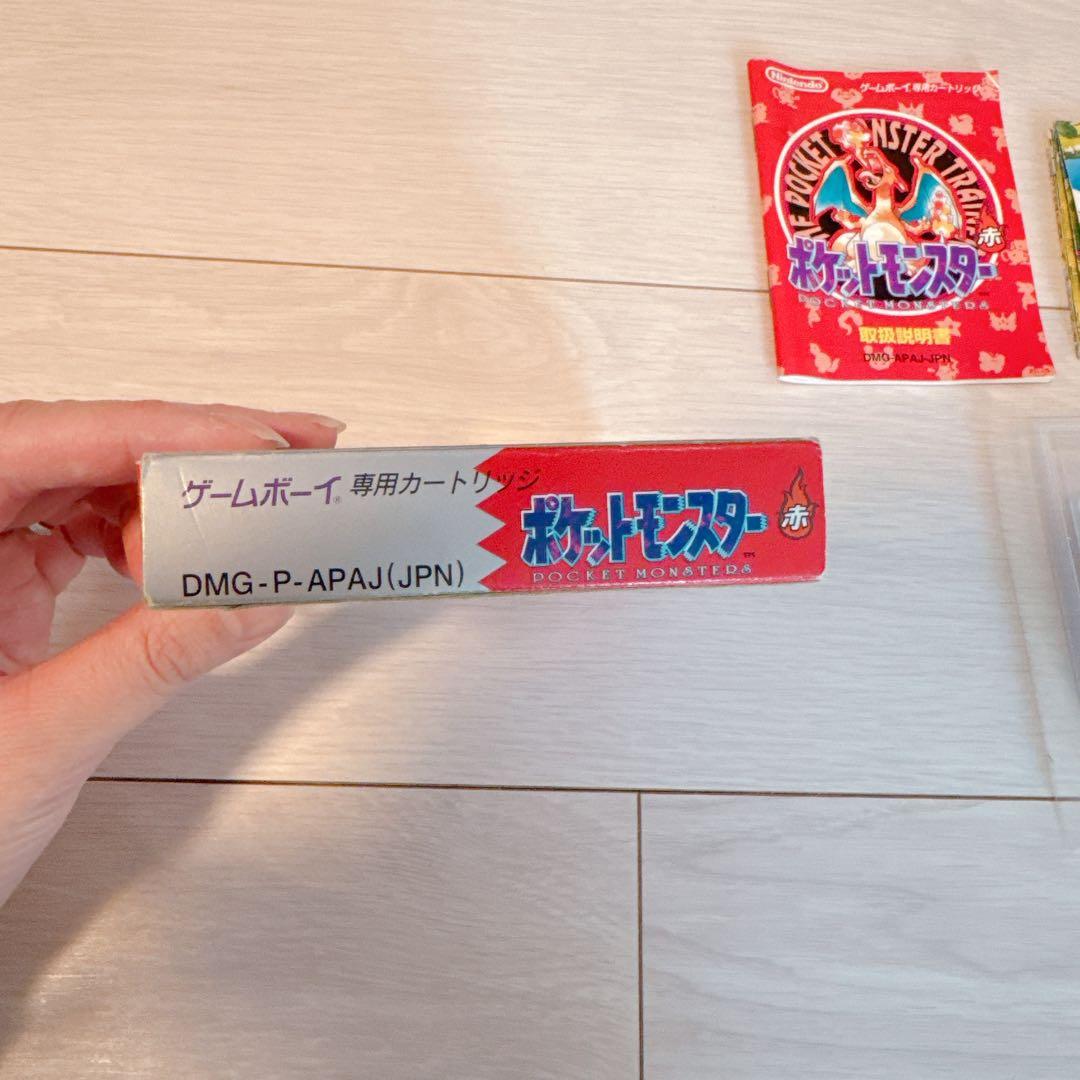 Nintendo
ゲームボーイ専用カートリッジ
THE POCKET MONSTER TRAINER
ポケットモンスター 赤
POCKET MONSTERS
取扱説明書
DMG-APAJ-JPN
ゲームボーイ® 専用カートリッジ
ポケットモンスター™ 赤
POCKET MONSTERS
DMG-P-APAJ(JPN)